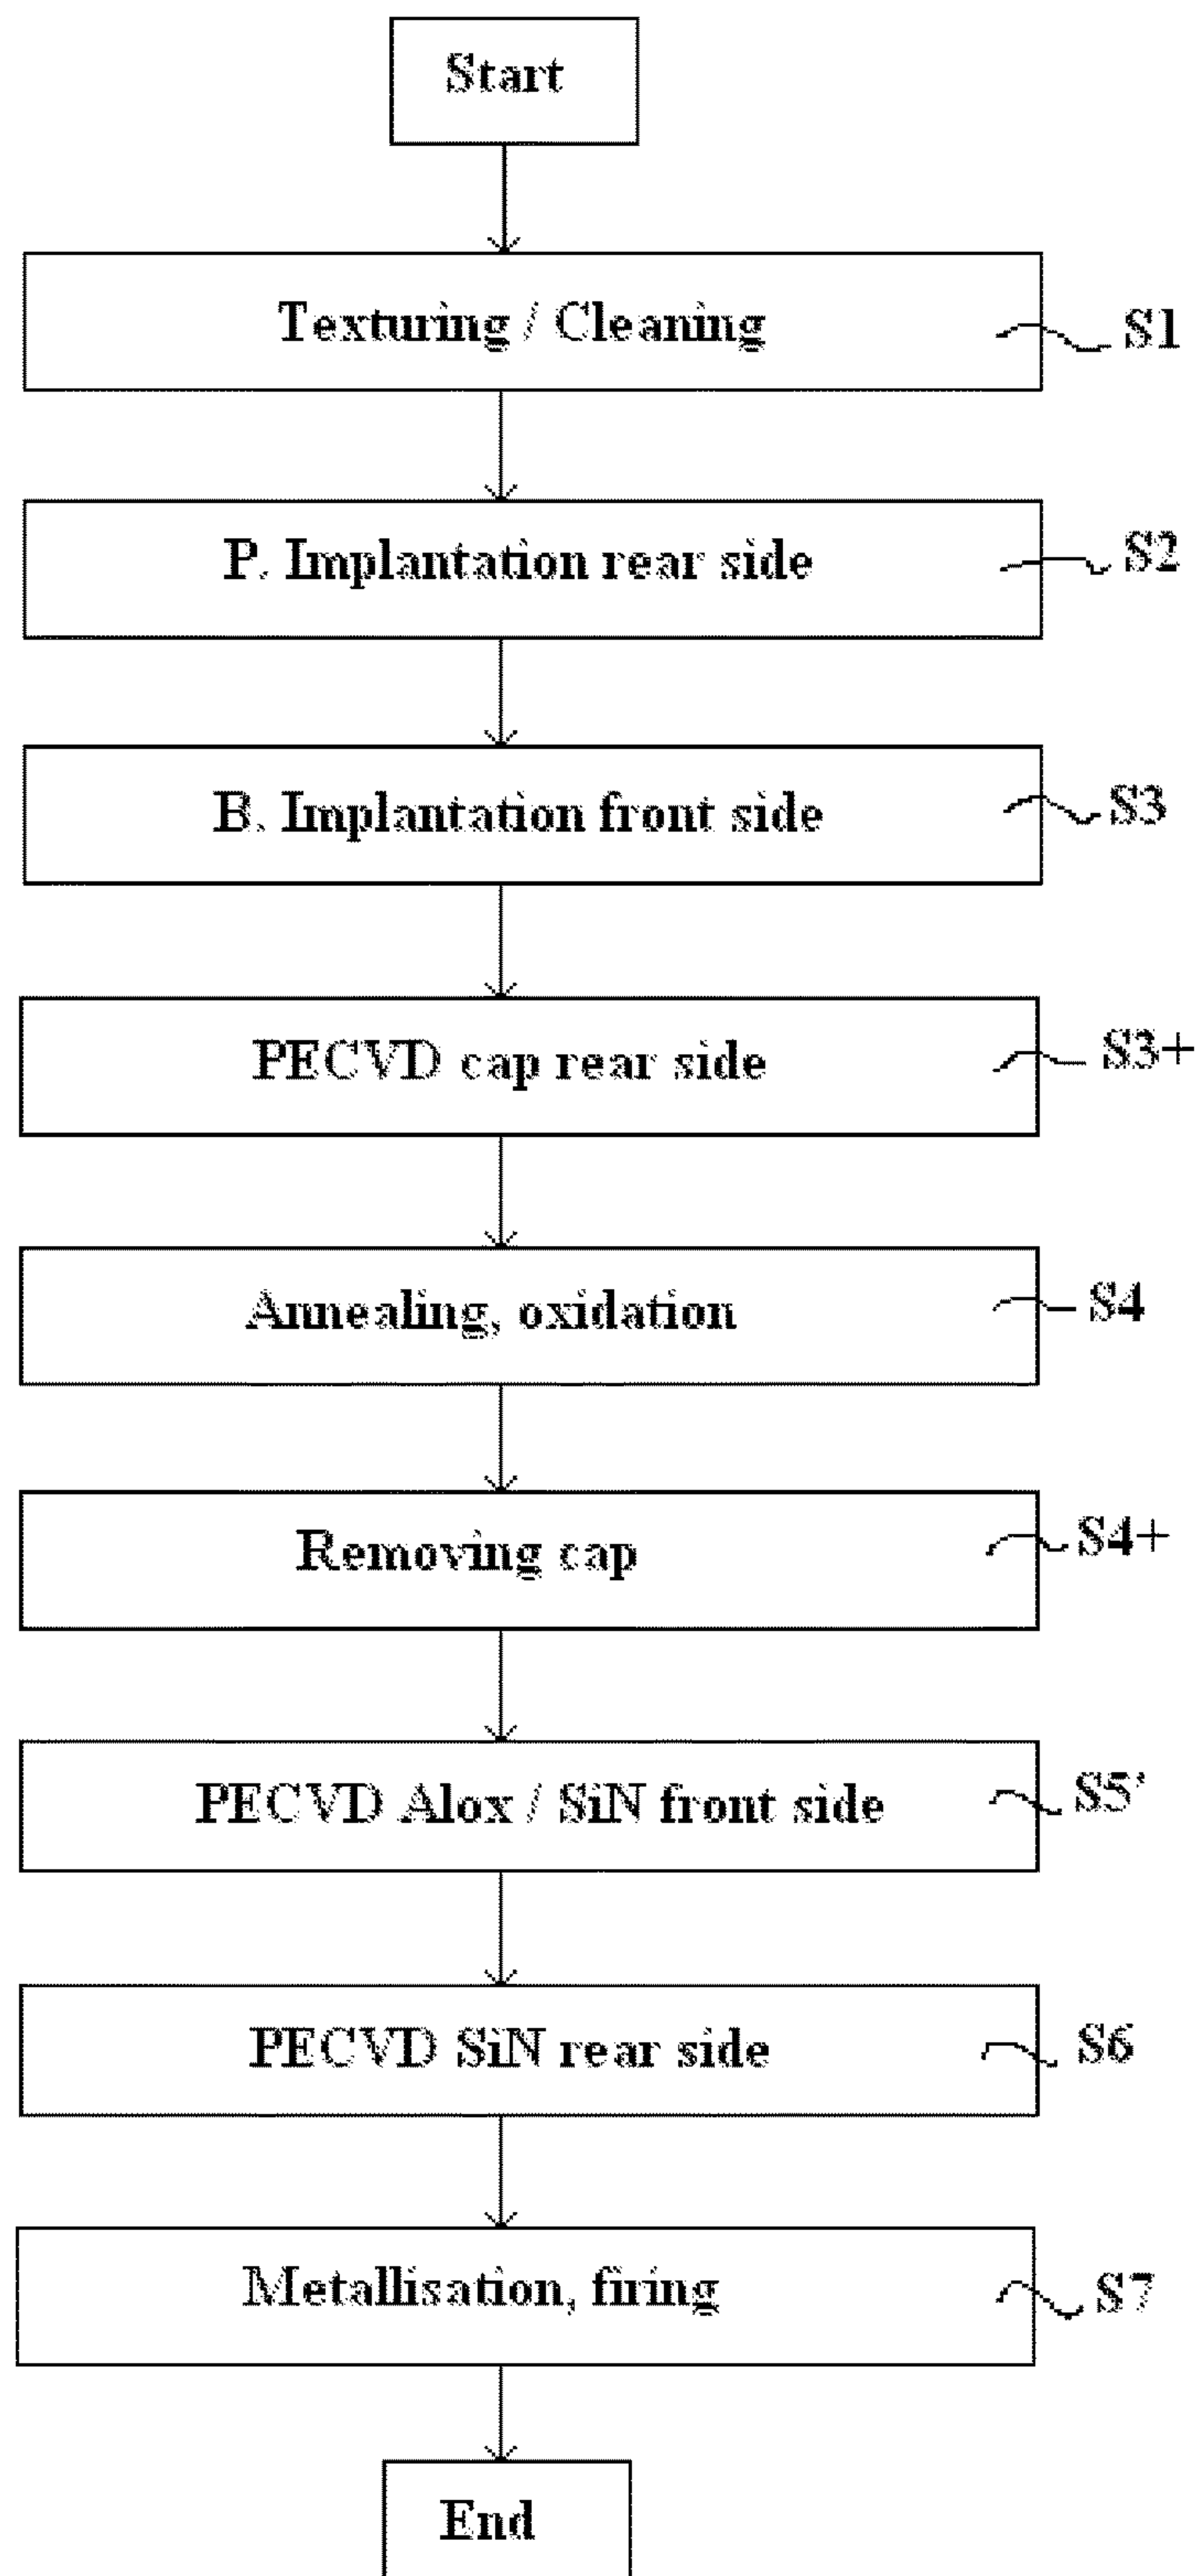 Start
Texturing / Cleaning
S1
P. Implantation rear side
S2
B. Implantation front side
S3
PECVD cap rear side
S3+
Annealing, oxidation
S4
Removing cap
S4+
PECVD Alox / SiN front side
S5'
PECVD SiN rear side
S6
Metallisation, firing
S7
End